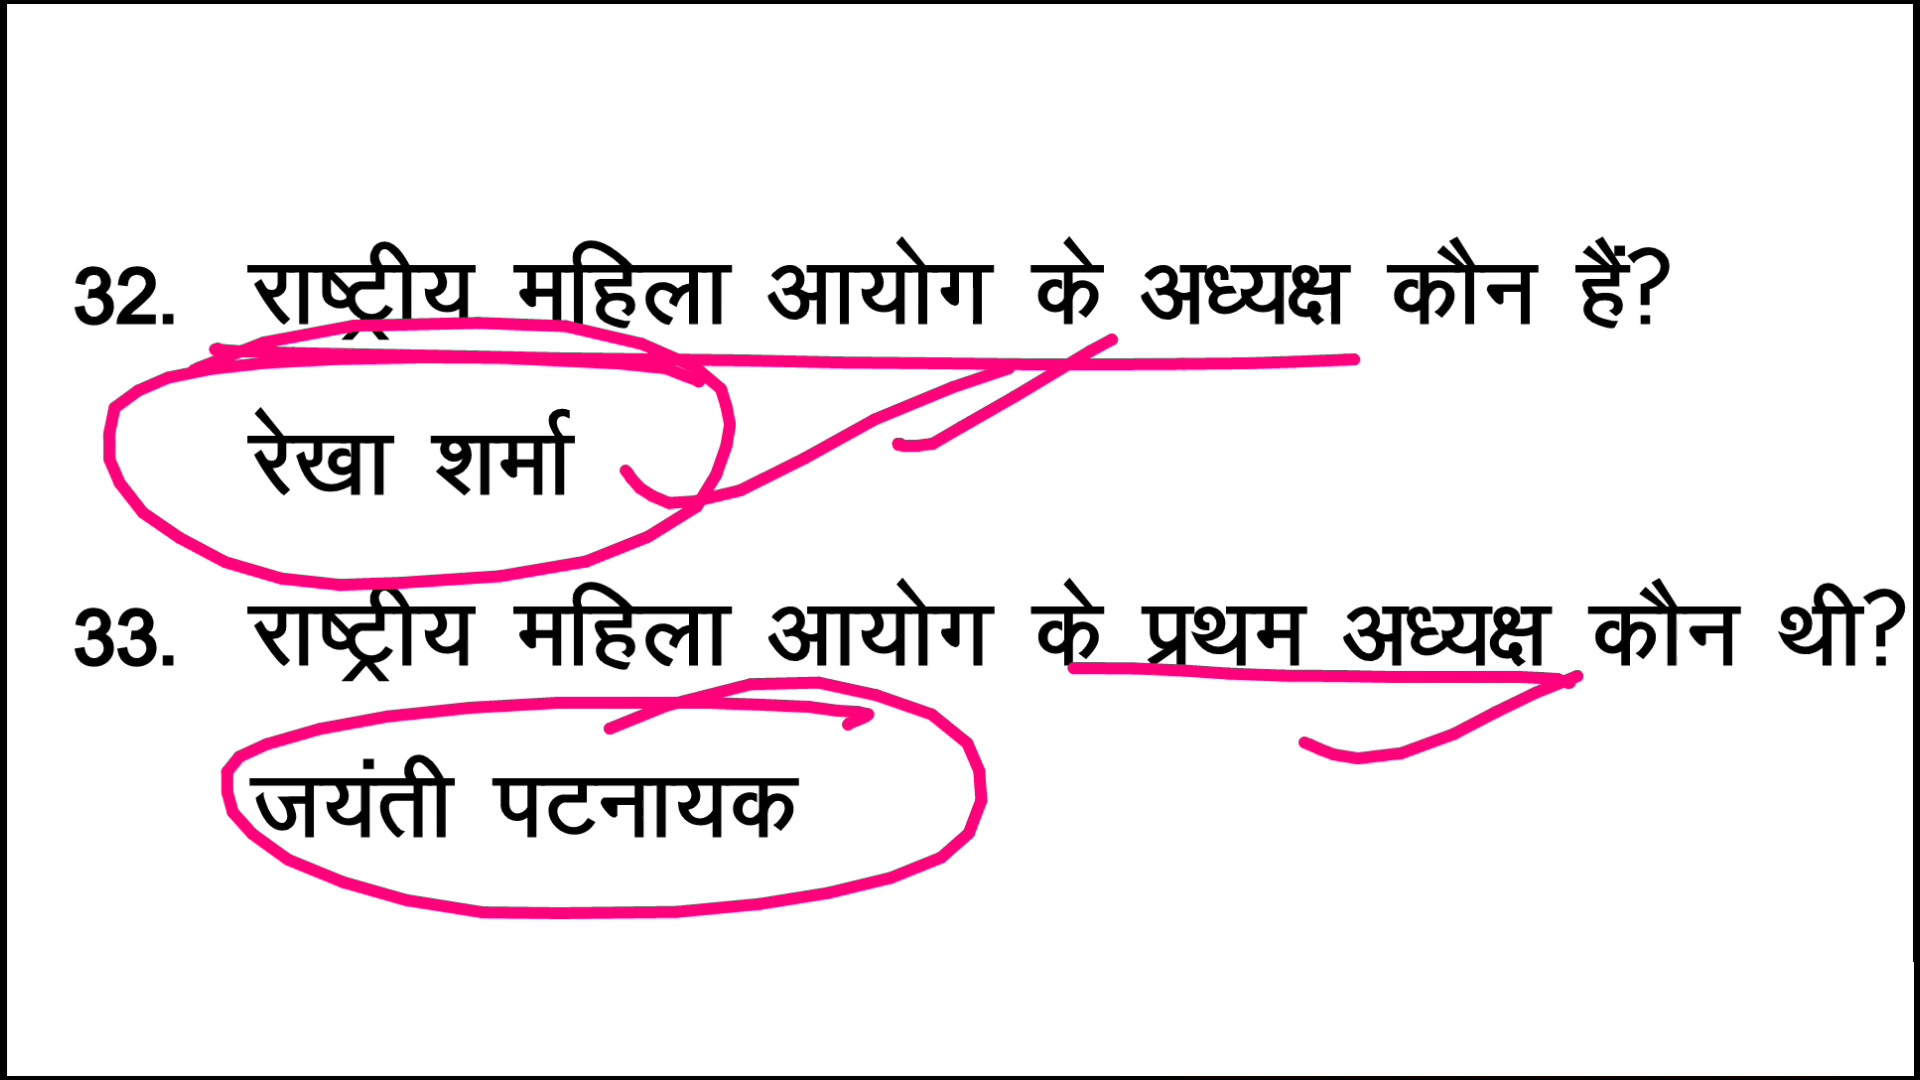 32. राष्ट्रीय महिला आयोग के अध्यक्ष कौन हैं?
रेखा शर्मा
33. राष्ट्रीय महिला आयोग के प्रथम अध्यक्ष कौन थी?
जयंती पटनायक